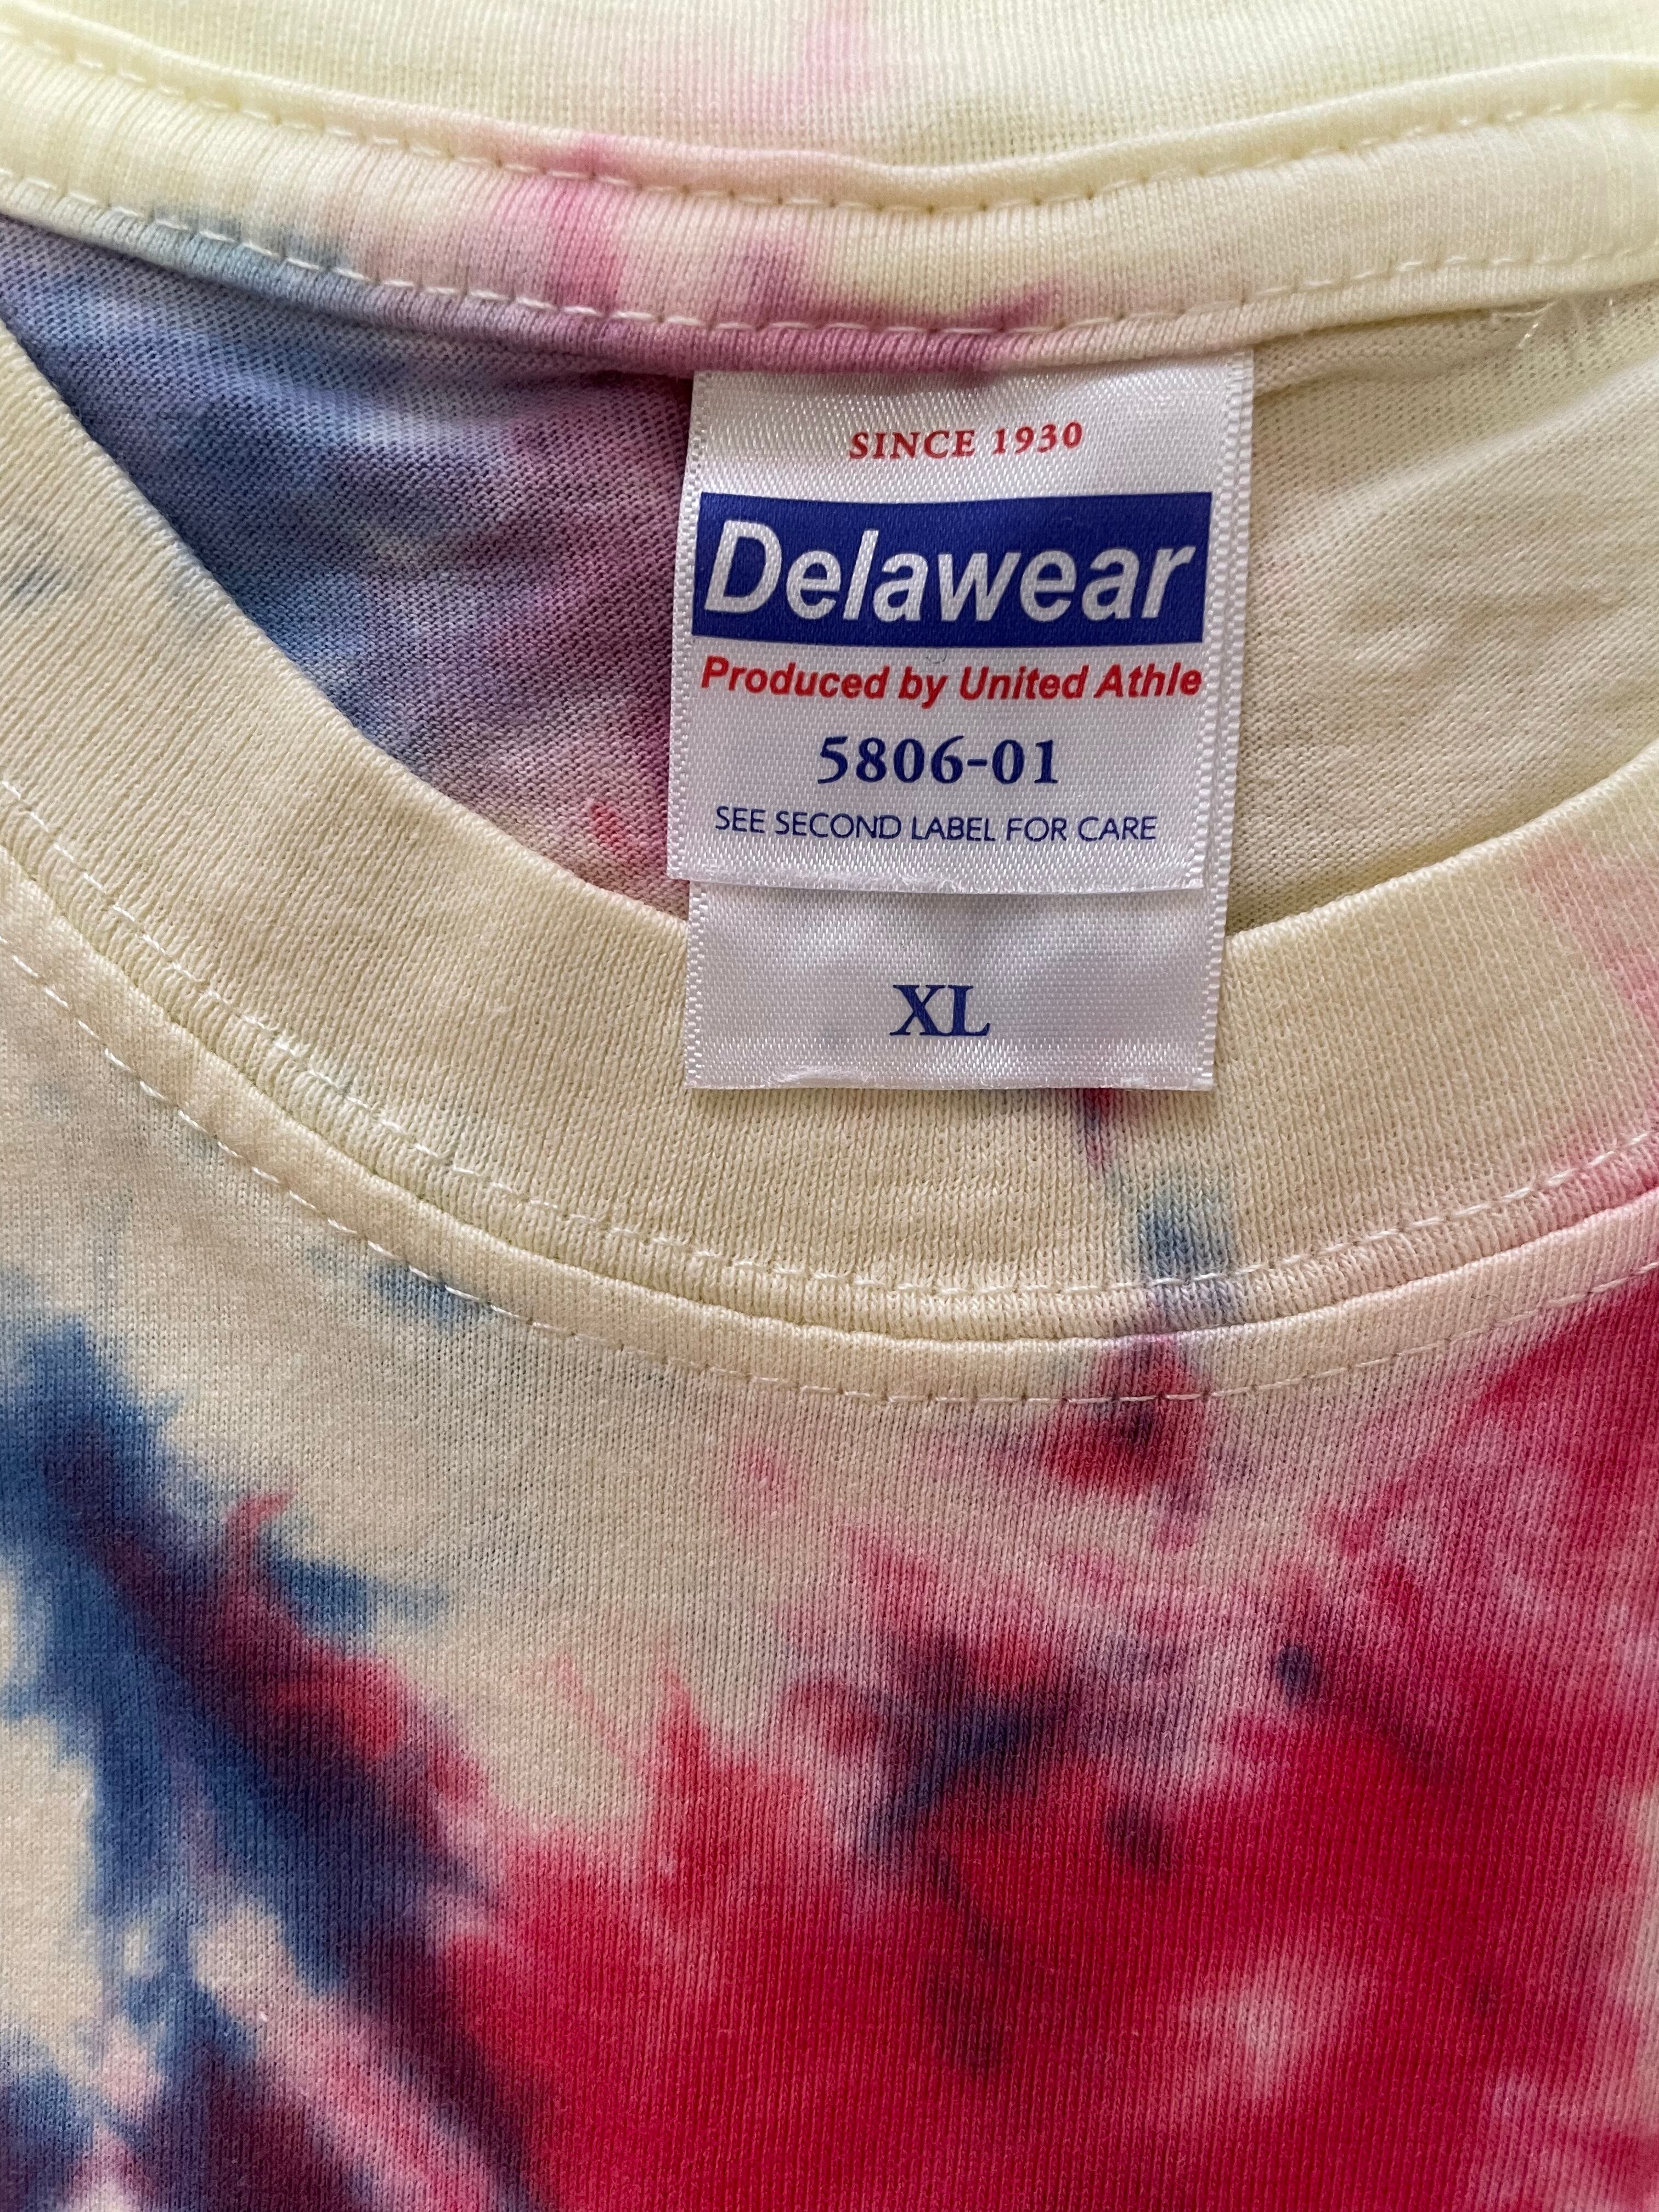 SINCE 1930
Delawear
Produced by United Athle
5806-01
SEE SECOND LABEL FOR CARE
XL